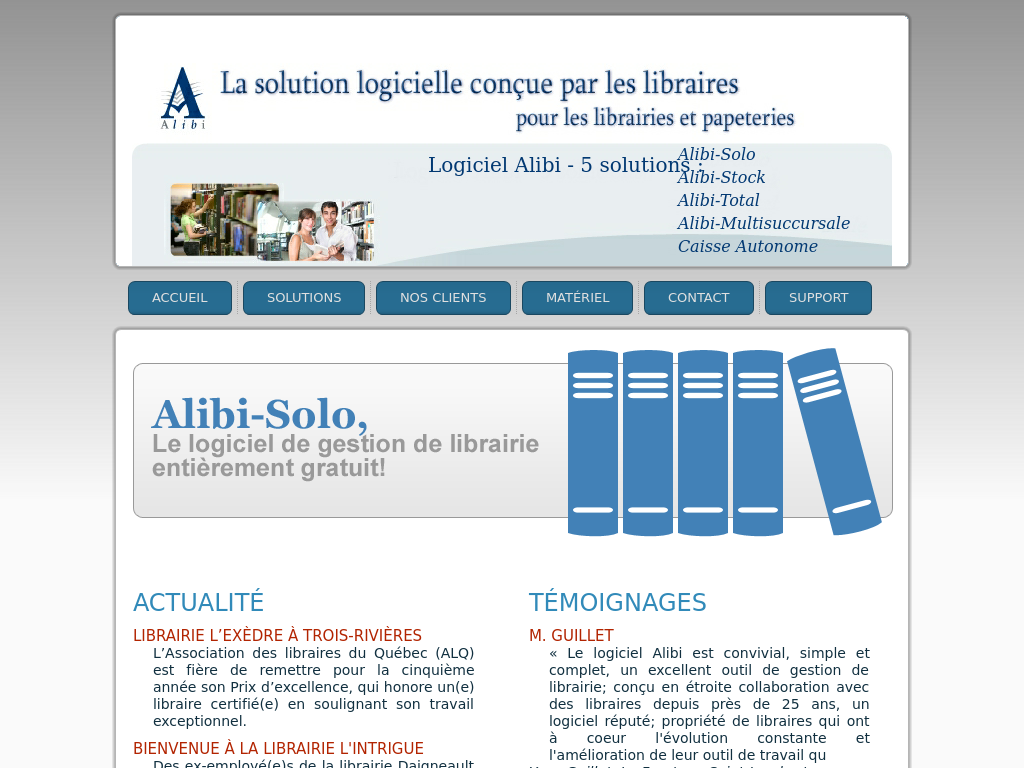 La solution logicielle conçue par les libraires
pour les librairies et papeteries
Alibi
Logiciel Alibi - 5 solutions :
Alibi-Solo
Alibi-Stock
Alibi-Total
Alibi-Multisuccursale
Caisse Autonome
ACCUEIL
SOLUTIONS
NOS CLIENTS
MATÉRIEL
CONTACT
SUPPORT
Alibi-Solo,
Le logiciel de gestion de librairie
entièrement gratuit!
ACTUALITÉ
LIBRAIRIE L’EXÈDRE À TROIS-RIVIÈRES
L’Association des libraires du Québec (ALQ)
est fière de remettre pour la cinquième
année son Prix d’excellence, qui honore un(e)
libraire certifié(e) en soulignant son travail
exceptionnel.
BIENVENUE À LA LIBRAIRIE L'INTRIGUE
Des ex-employé(e)s de la librairie Daigneault
TÉMOIGNAGES
M. GUILLET
« Le logiciel Alibi est convivial, simple et
complet, un excellent outil de gestion de
librairie; conçu en étroite collaboration avec
des libraires depuis près de 25 ans, un
logiciel réputé; propriété de libraires qui ont
à coeur l'évolution constante et
l'amélioration de leur outil de travail qu